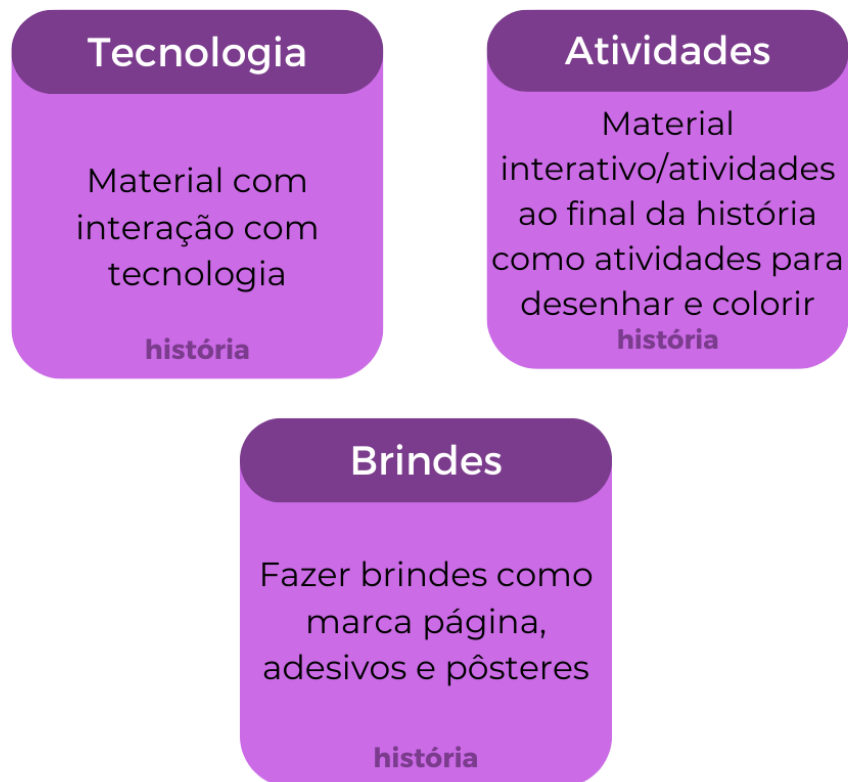 Tecnologia
Material com
interação com
tecnologia
história
Atividades
Material
interativo/atividades
ao final da história
como atividades para
desenhar e colorir
história
Brindes
Fazer brindes como
marca página,
adesivos e pôsteres
história